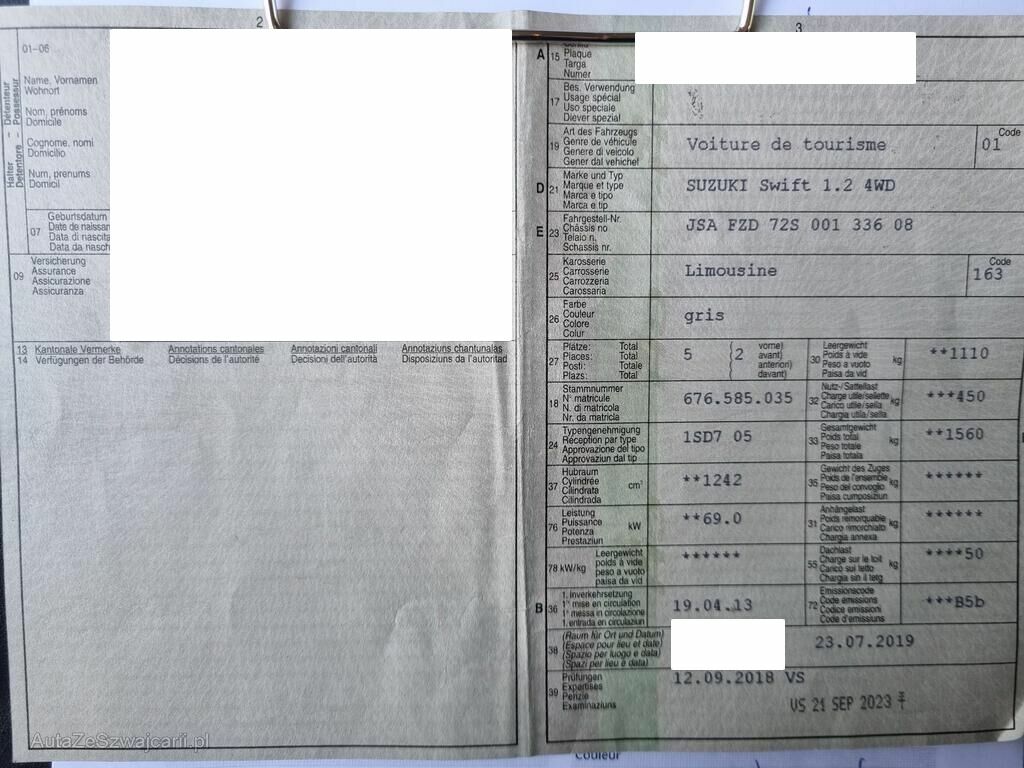 2
3
01-06
Halter - Détenteur
Detentore - Possessur
Name, Vornamen
Wohnort
Nom, prénoms
Domicile
Cognome, nomi
Domicilio
Num, prenums
Domicil
07 Geburtsdatum
Date de naissan
Data di nascita
Data da nasch
09 Versicherung
Assurance
Assicurazione
Assicuranza
13 Kantonale Vermerke Annotations cantonales Annotazioni cantonali Annotaziuns chantunalas
14 Verfügungen der Behörde Décisions de l'autorité Decisioni dell'autorità Disposiziuns da l'autoritad
A 15 Plaque
Targa
Numer
17 Bes. Verwendung
Usage spécial
Uso speciale
Diever spezial
19 Art des Fahrzeugs
Genre de véhicule
Genere di veicolo
Gener dal vehichel
Voiture de tourisme
Code
01
D 21 Marke und Typ
Marque et type
Marca e tipo
Marca e tip
SUZUKI Swift 1.2 4WD
E 23 Fahrgestell-Nr.
Châssis no
Telaio n.
Schassis nr.
JSA FZD 72S 001 336 08
25 Karosserie
Carrosserie
Carrozzeria
Carossaria
Limousine
Code
163
26 Farbe
Couleur
Colore
Colur
gris
27 Plätze: Total
Places: Total
Posti: Totale
Plazs: Total
5 (2 vorne)
( avant)
( anteriori)
( davant)
30 Leergewicht
Poids à vide
Peso a vuoto
Paisa da vid
kg
**1110
18 Stammnummer
N° matricule
N. di matricola
Nr. da matricla
676.585.035
32 Nutz-/Sattellast
Charge utile/sellette
Carico utile/sella
Chargia utila/sella
kg
***450
24 Typengenehmigung
Réception par type
Approvazione del tipo
Approvaziun dal tip
1SD7 05
33 Gesamtgewicht
Poids total
Peso totale
Paisa totala
kg
**1560
37 Hubraum
Cylindrée
Cilindrata
Cilindrada
cm³
**1242
35 Gewicht des Zuges
Poids de l'ensemble
Peso del convoglio
Paisa cumposiziun
kg
******
76 Leistung
Puissance
Potenza
Prestaziun
kW
**69.0
31 Anhängelast
Poids remorquable
Carico rimorchiato
Chargia annexa
kg
******
78 kW/kg Leergewicht
poids à vide
peso a vuoto
paisa da vid
******
55 Dachlast
Charge sur le toit
Carico sul tetto
Chargia sin il tetg
kg
****50
B 36 1. Inverkehrsetzung
1re mise en circulation
1a messa in circolazione
1. entrada en circulaziun
19.04.13
72 Emissionscode
Code émissions
Codice emissioni
Code d'emissiuns
***B5b
38 (Raum für Ort und Datum)
(Espace pour lieu et date)
(Spazio per luogo e data)
(Spazi per lieu e data)
23.07.2019
39 Prüfungen
Expertises
Perizie
Examinaziuns
12.09.2018 VS
VS 21 SEP 2023
AutaZeSzwajcarii.pl
Couleur